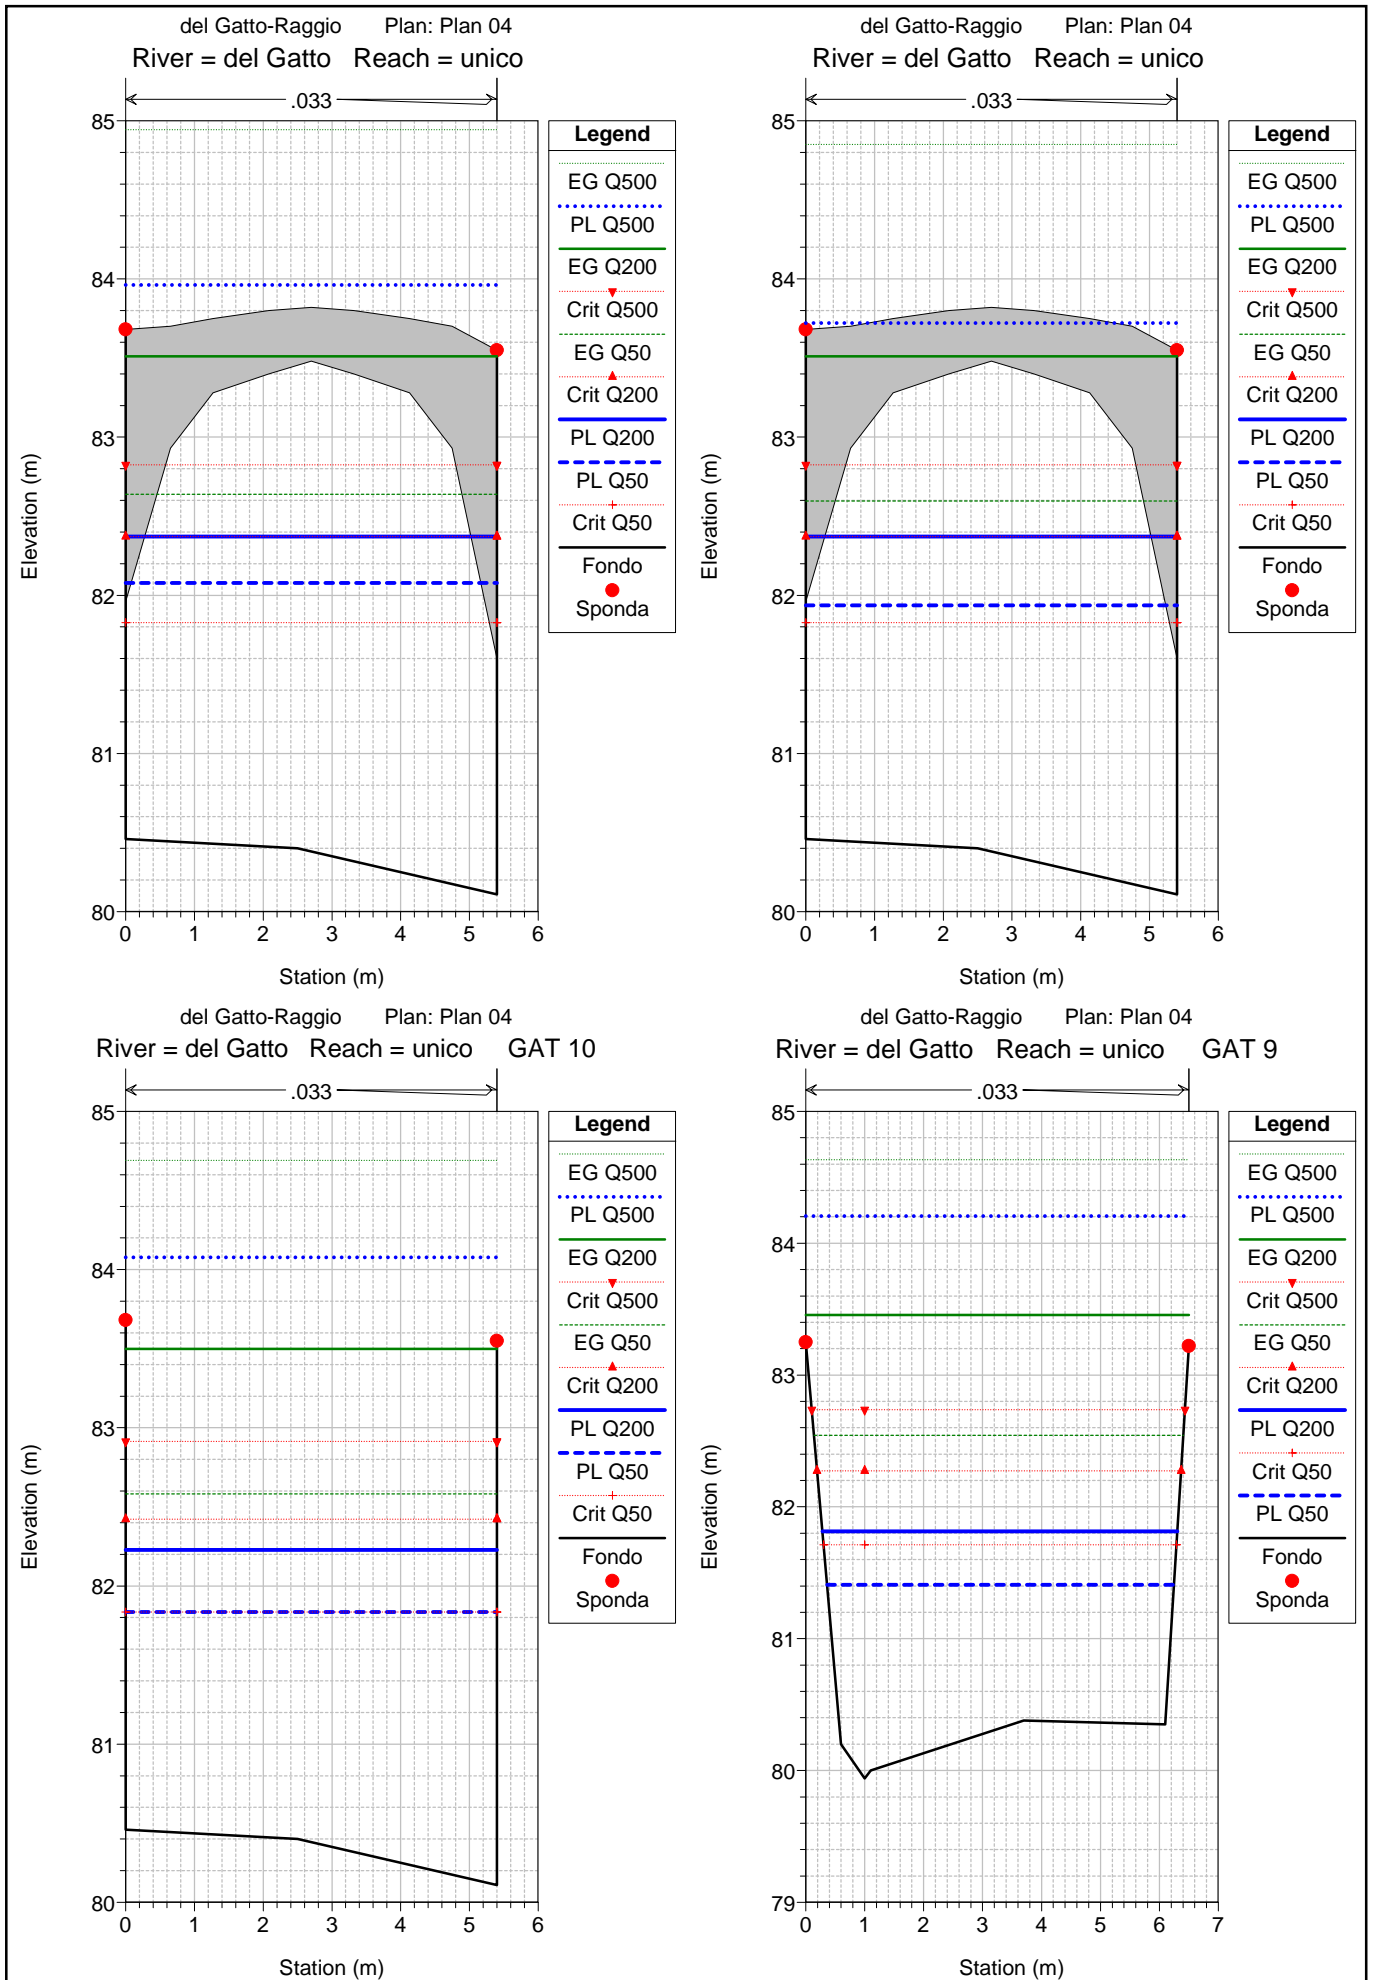 del Gatto-Raggio Plan: Plan 04
River = del Gatto Reach = unico
.033
85
84
83
82
81
80
Elevation (m)
0 1 2 3 4 5 6
Station (m)
Legend
EG Q500
PL Q500
EG Q200
Crit Q500
EG Q50
Crit Q200
PL Q200
PL Q50
Crit Q50
Fondo
Sponda
del Gatto-Raggio Plan: Plan 04
River = del Gatto Reach = unico
.033
85
84
83
82
81
80
Elevation (m)
0 1 2 3 4 5 6
Station (m)
Legend
EG Q500
PL Q500
EG Q200
Crit Q500
EG Q50
Crit Q200
PL Q200
PL Q50
Crit Q50
Fondo
Sponda
del Gatto-Raggio Plan: Plan 04
River = del Gatto Reach = unico GAT 10
.033
85
84
83
82
81
80
Elevation (m)
0 1 2 3 4 5 6
Station (m)
Legend
EG Q500
PL Q500
EG Q200
Crit Q500
EG Q50
Crit Q200
PL Q200
PL Q50
Crit Q50
Fondo
Sponda
del Gatto-Raggio Plan: Plan 04
River = del Gatto Reach = unico GAT 9
.033
85
84
83
82
81
80
79
Elevation (m)
0 1 2 3 4 5 6 7
Station (m)
Legend
EG Q500
PL Q500
EG Q200
Crit Q500
EG Q50
Crit Q200
PL Q200
Crit Q50
PL Q50
Fondo
Sponda